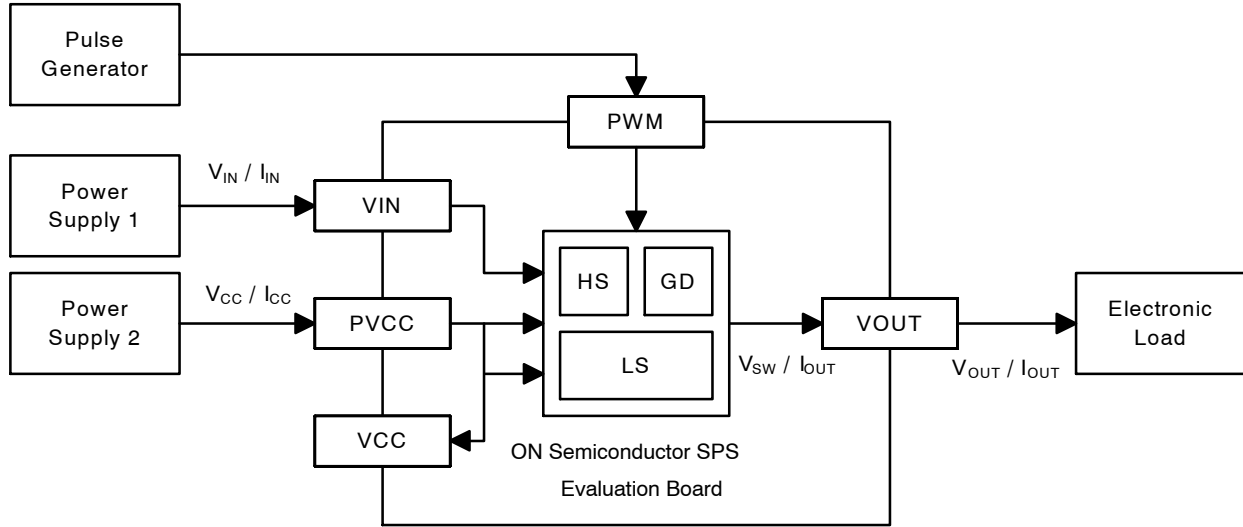 Pulse
Generator
PWM
Power
Supply 1
V_IN / I_IN
VIN
HS
GD
Power
Supply 2
V_CC / I_CC
PVCC
LS
V_SW / I_OUT
VOUT
V_OUT / I_OUT
Electronic
Load
VCC
ON Semiconductor SPS
Evaluation Board